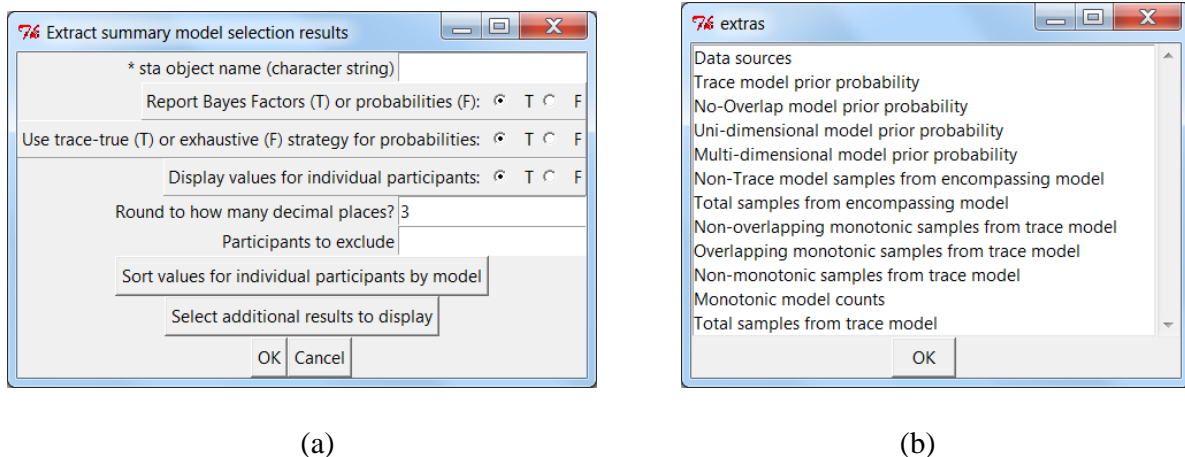 Extract summary model selection results
* sta object name (character string)
Report Bayes Factors (T) or probabilities (F): T F
Use trace-true (T) or exhaustive (F) strategy for probabilities: T F
Display values for individual participants: T F
Round to how many decimal places? 3
Participants to exclude
Sort values for individual participants by model
Select additional results to display
OK Cancel
(a)
extras
Data sources
Trace model prior probability
No-Overlap model prior probability
Uni-dimensional model prior probability
Multi-dimensional model prior probability
Non-Trace model samples from encompassing model
Total samples from encompassing model
Non-overlapping monotonic samples from trace model
Overlapping monotonic samples from trace model
Non-monotonic samples from trace model
Monotonic model counts
Total samples from trace model
OK
(b)